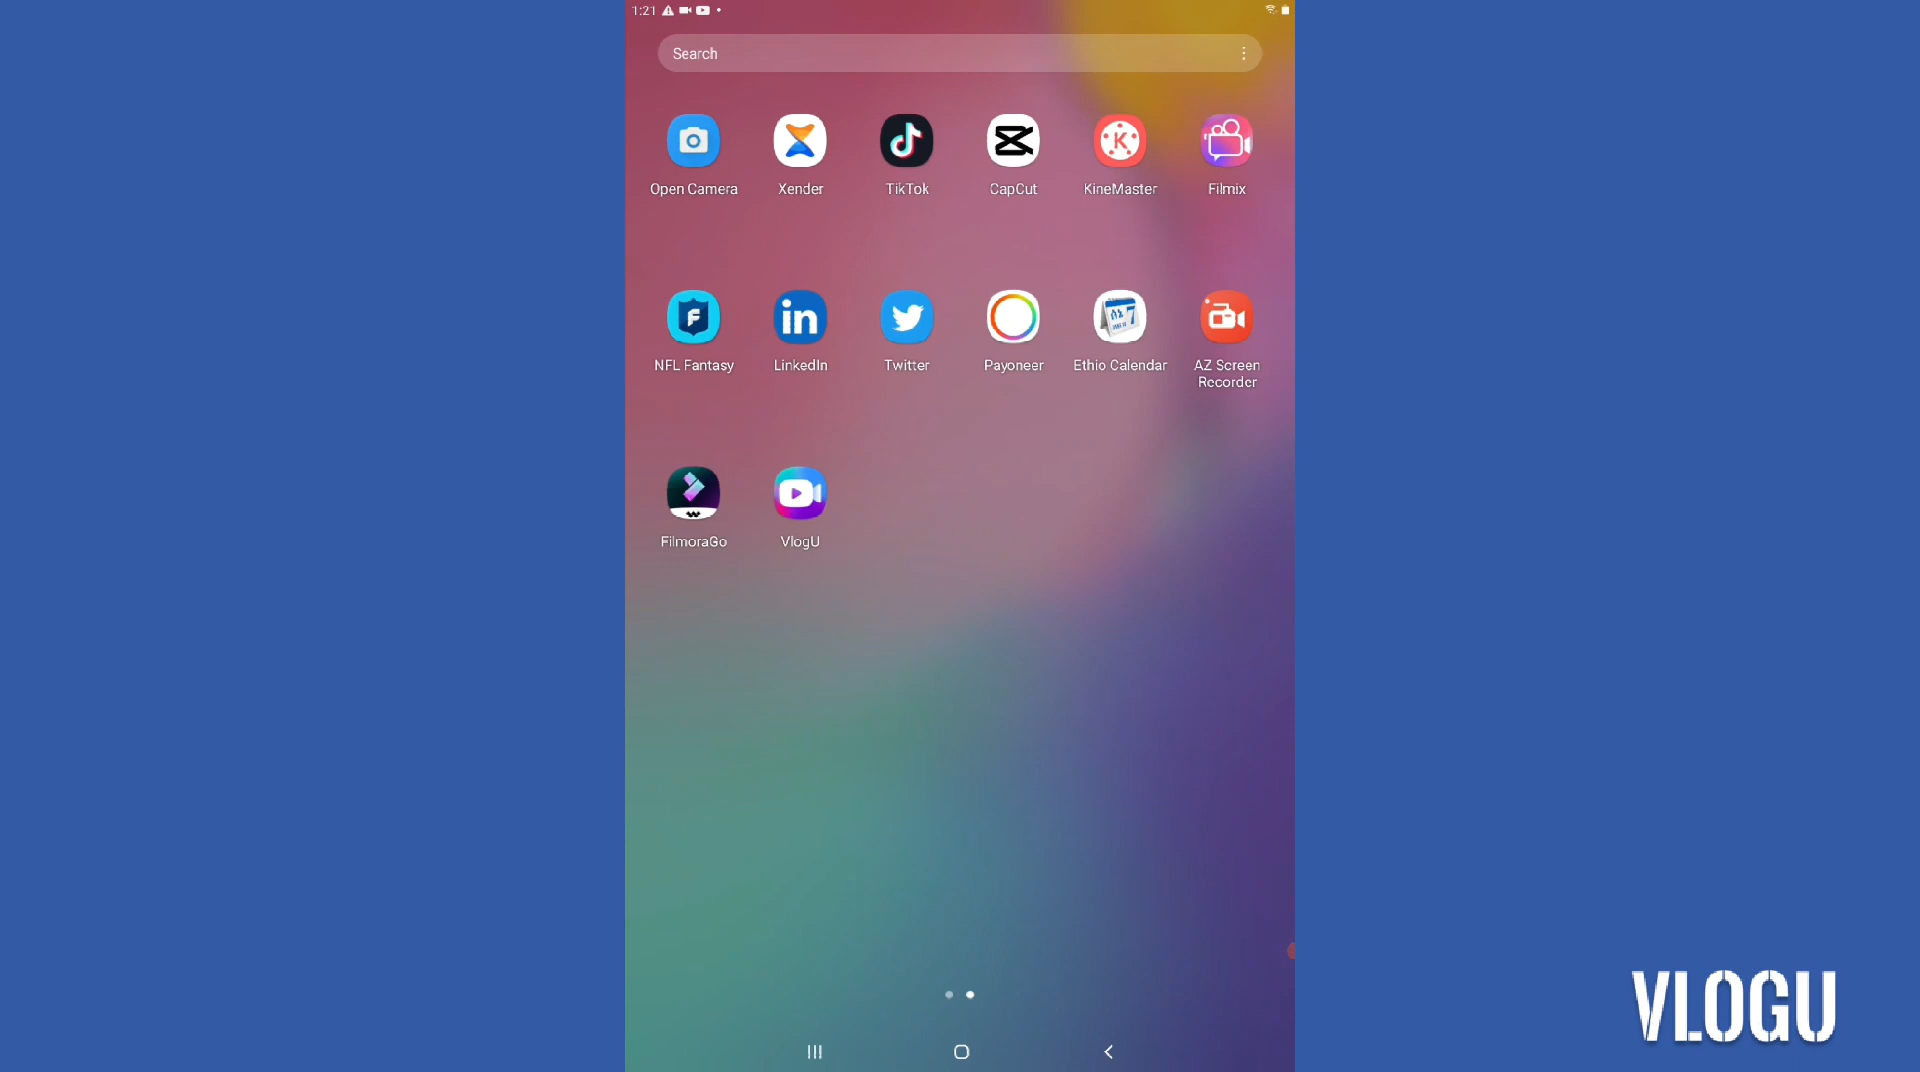 1:21
Search
Open Camera
Xender
TikTok
CapCut
KineMaster
Filmix
NFL Fantasy
LinkedIn
Twitter
Payoneer
Ethio Calendar
AZ Screen
Recorder
FilmoraGo
VlogU
VLOGU